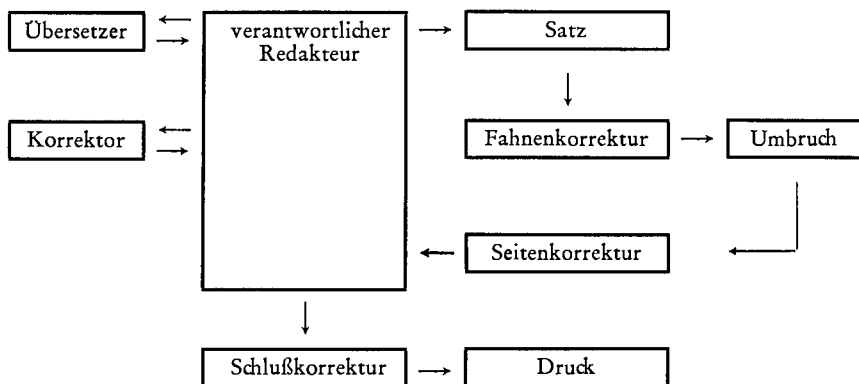 Übersetzer
verantwortlicher
Redakteur
Satz
Korrektor
Fahnenkorrektur
Umbruch
Seitenkorrektur
Schlußkorrektur
Druck